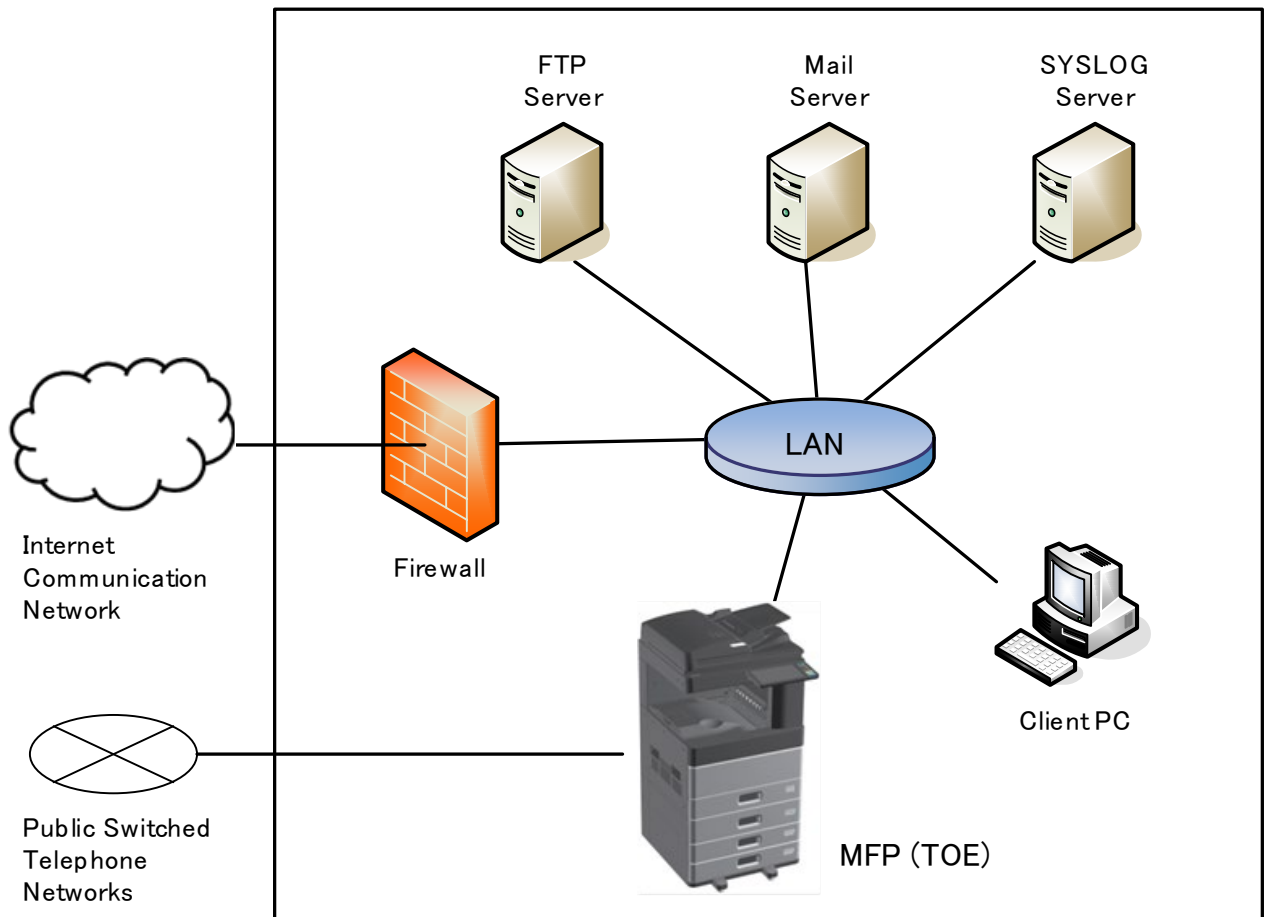 FTP
Server
Mail
Server
SYSLOG
Server
LAN
Internet
Communication
Network
Firewall
Client PC
Public Switched
Telephone
Networks
MFP (TOE)